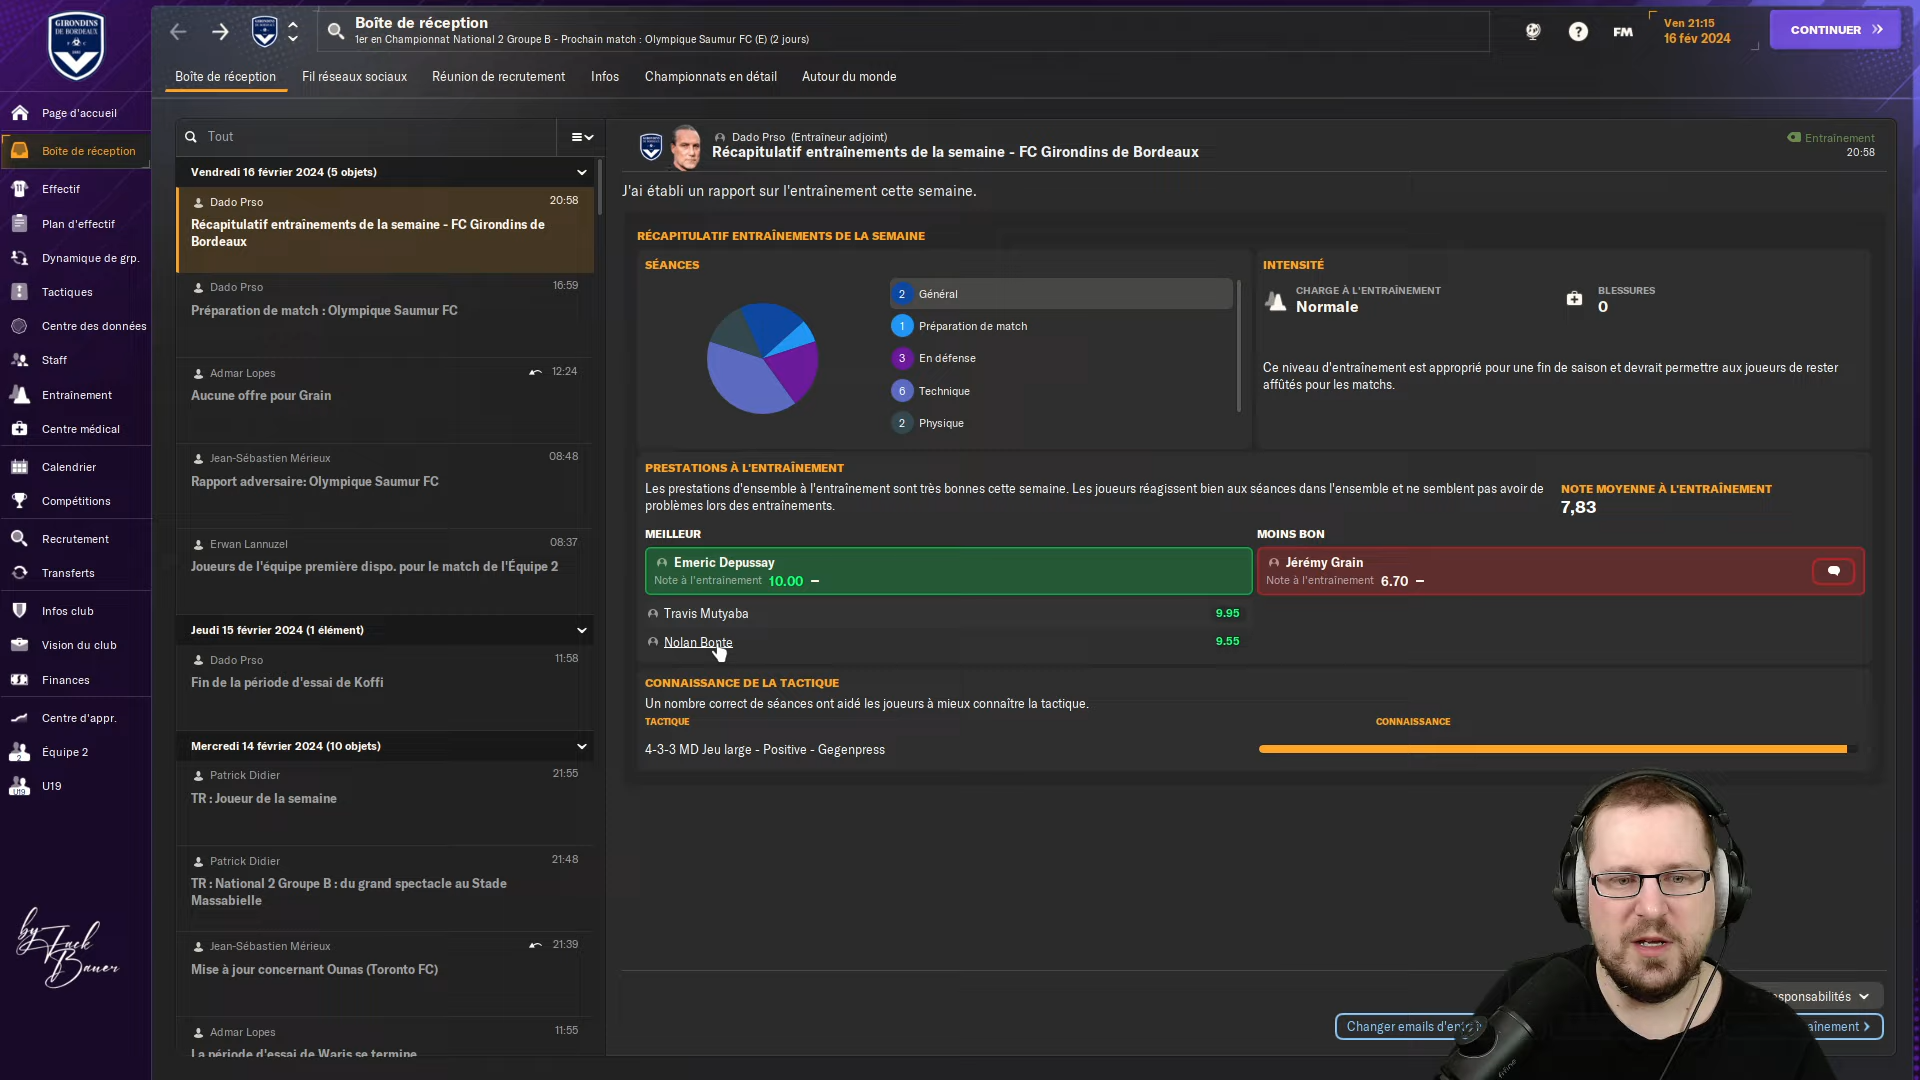 GIRONDINS
DE BORDEAUX
Boîte de réception
1er en Championnat National 2 Groupe B - Prochain match : Olympique Saumur FC (E) (2 jours)
FM
Ven 21:15
16 fév 2024
CONTINUER
Boîte de réception
Fil réseaux sociaux
Réunion de recrutement
Infos
Championnats en détail
Autour du monde
Page d'accueil
Boîte de réception
Effectif
Plan d'effectif
Dynamique de grp.
Tactiques
Centre des données
Staff
Entraînement
Centre médical
Calendrier
Compétitions
Recrutement
Transferts
Infos club
Vision du club
Finances
Centre d'appr.
Équipe 2
U19
by Jack
Bauer
Tout
Vendredi 16 février 2024 (5 objets)
Dado Prso 20:58
Récapitulatif entraînements de la semaine - FC Girondins de
Bordeaux
Dado Prso 16:59
Préparation de match : Olympique Saumur FC
Admar Lopes 12:24
Aucune offre pour Grain
Jean-Sébastien Mérieux 08:48
Rapport adversaire: Olympique Saumur FC
Erwan Lannuzel 08:37
Joueurs de l'équipe première dispo. pour le match de l'Équipe 2
Jeudi 15 février 2024 (1 élément)
Dado Prso 11:58
Fin de la période d'essai de Koffi
Mercredi 14 février 2024 (10 objets)
Patrick Didier 21:55
TR : Joueur de la semaine
Patrick Didier 21:48
TR : National 2 Groupe B : du grand spectacle au Stade
Massabielle
Jean-Sébastien Mérieux 21:39
Mise à jour concernant Ounas (Toronto FC)
Admar Lopes 11:55
La période d'essai de Waris se termine
Dado Prso (Entraîneur adjoint)
Récapitulatif entraînements de la semaine - FC Girondins de Bordeaux
Entraînement
20:58
J'ai établi un rapport sur l'entraînement cette semaine.
RÉCAPITULATIF ENTRAÎNEMENTS DE LA SEMAINE
SÉANCES
2 Général
1 Préparation de match
3 En défense
6 Technique
2 Physique
INTENSITÉ
CHARGE À L'ENTRAÎNEMENT
Normale
BLESSURES
0
Ce niveau d'entraînement est approprié pour une fin de saison et devrait permettre aux joueurs de rester
affûtés pour les matchs.
PRESTATIONS À L'ENTRAÎNEMENT
Les prestations d'ensemble à l'entraînement sont très bonnes cette semaine. Les joueurs réagissent bien aux séances dans l'ensemble et ne semblent pas avoir de
problèmes lors des entraînements.
NOTE MOYENNE À L'ENTRAÎNEMENT
7,83
MEILLEUR
Emeric Depussay
Note à l'entraînement 10.00 –
Travis Mutyaba 9.95
Nolan Bonte 9.55
MOINS BON
Jérémy Grain
Note à l'entraînement 6.70 –
CONNAISSANCE DE LA TACTIQUE
Un nombre correct de séances ont aidé les joueurs à mieux connaître la tactique.
TACTIQUE CONNAISSANCE
4-3-3 MD Jeu large - Positive - Gegenpress
sponsabilités
Changer emails d'entr
aînement
fifine